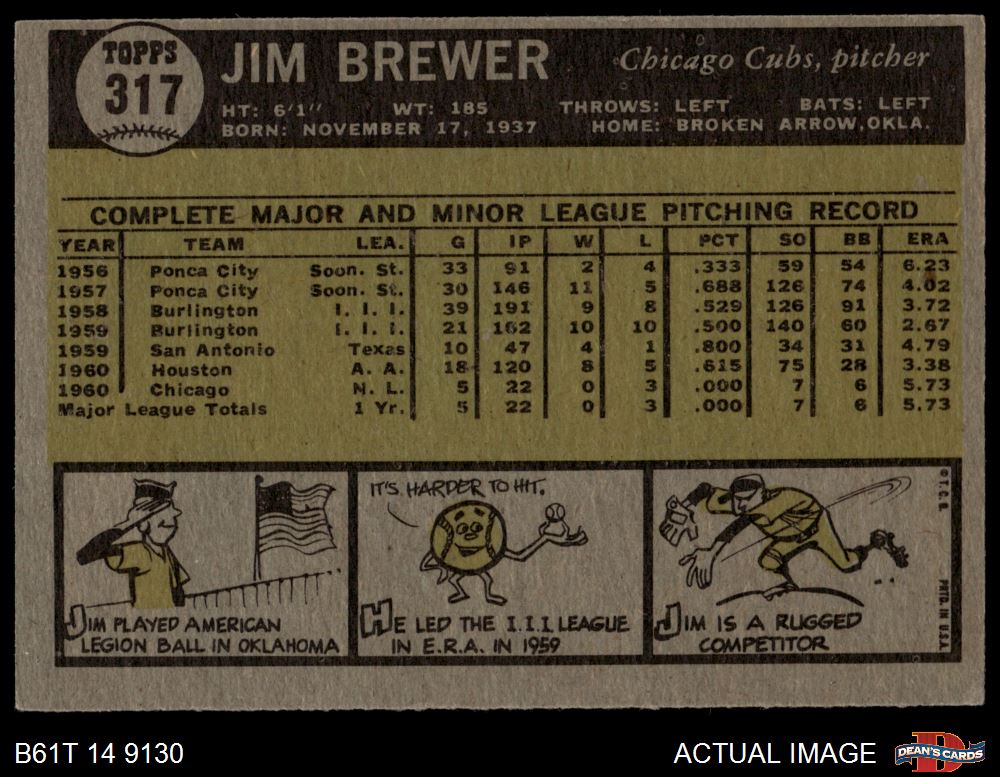 TOPPS
317
JIM BREWER
Chicago Cubs, pitcher
HT: 6'1" WT: 185 THROWS: LEFT BATS: LEFT
BORN: NOVEMBER 17, 1937 HOME: BROKEN ARROW, OKLA.
COMPLETE MAJOR AND MINOR LEAGUE PITCHING RECORD
YEAR TEAM LEA. G IP W L PCT SO BB ERA
1956 Ponca City Soon. St. 33 91 2 4 .333 59 54 6.23
1957 Ponca City Soon. St. 30 146 11 5 .688 126 74 4.02
1958 Burlington I. I. I. 39 191 9 8 .529 126 91 3.72
1959 Burlington I. I. I. 21 162 10 10 .500 140 60 2.67
1959 San Antonio Texas 10 47 4 1 .800 34 31 4.79
1960 Houston A. A. 18 120 8 5 .615 75 28 3.38
1960 Chicago N. L. 5 22 0 3 .000 7 6 5.73
Major League Totals 1 Yr. 5 22 0 3 .000 7 6 5.73
JIM PLAYED AMERICAN
LEGION BALL IN OKLAHOMA
IT'S HARDER TO HIT.
HE LED THE I.I.I. LEAGUE
IN E.R.A. IN 1959
JIM IS A RUGGED
COMPETITOR
© T.C.G. PRTD. IN U.S.A.
B61T 14 9130
ACTUAL IMAGE
D
DEAN'S CARDS